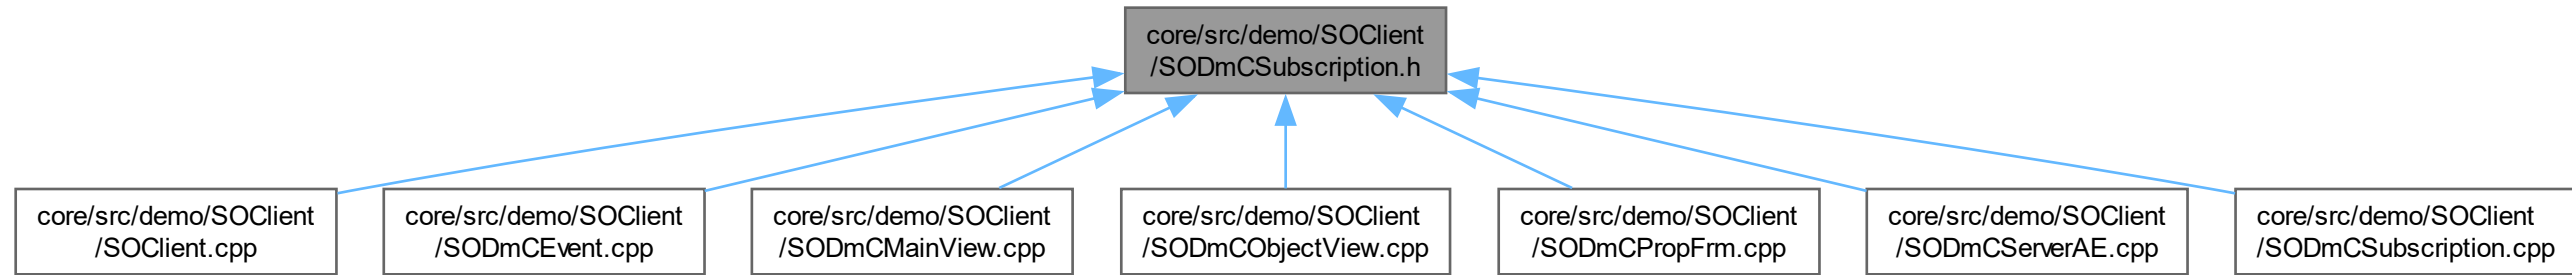 core/src/demo/SOClient
/SODmCSubscription.h
core/src/demo/SOClient
/SOClient.cpp
core/src/demo/SOClient
/SODmCEvent.cpp
core/src/demo/SOClient
/SODmCMainView.cpp
core/src/demo/SOClient
/SODmCObjectView.cpp
core/src/demo/SOClient
/SODmCPropFrm.cpp
core/src/demo/SOClient
/SODmCServerAE.cpp
core/src/demo/SOClient
/SODmCSubscription.cpp